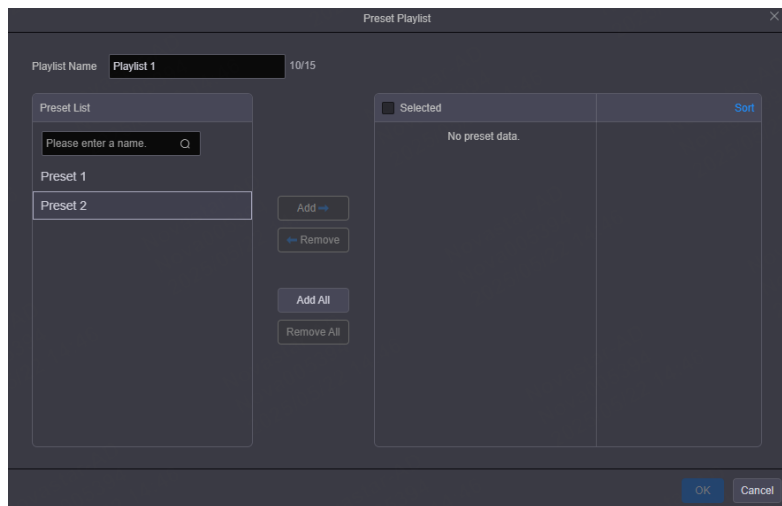 Preset Playlist
Playlist Name Playlist 1 10/15
Preset List
Please enter a name.
Preset 1
Preset 2
Add
Remove
Add All
Remove All
Selected Sort
No preset data.
OK Cancel